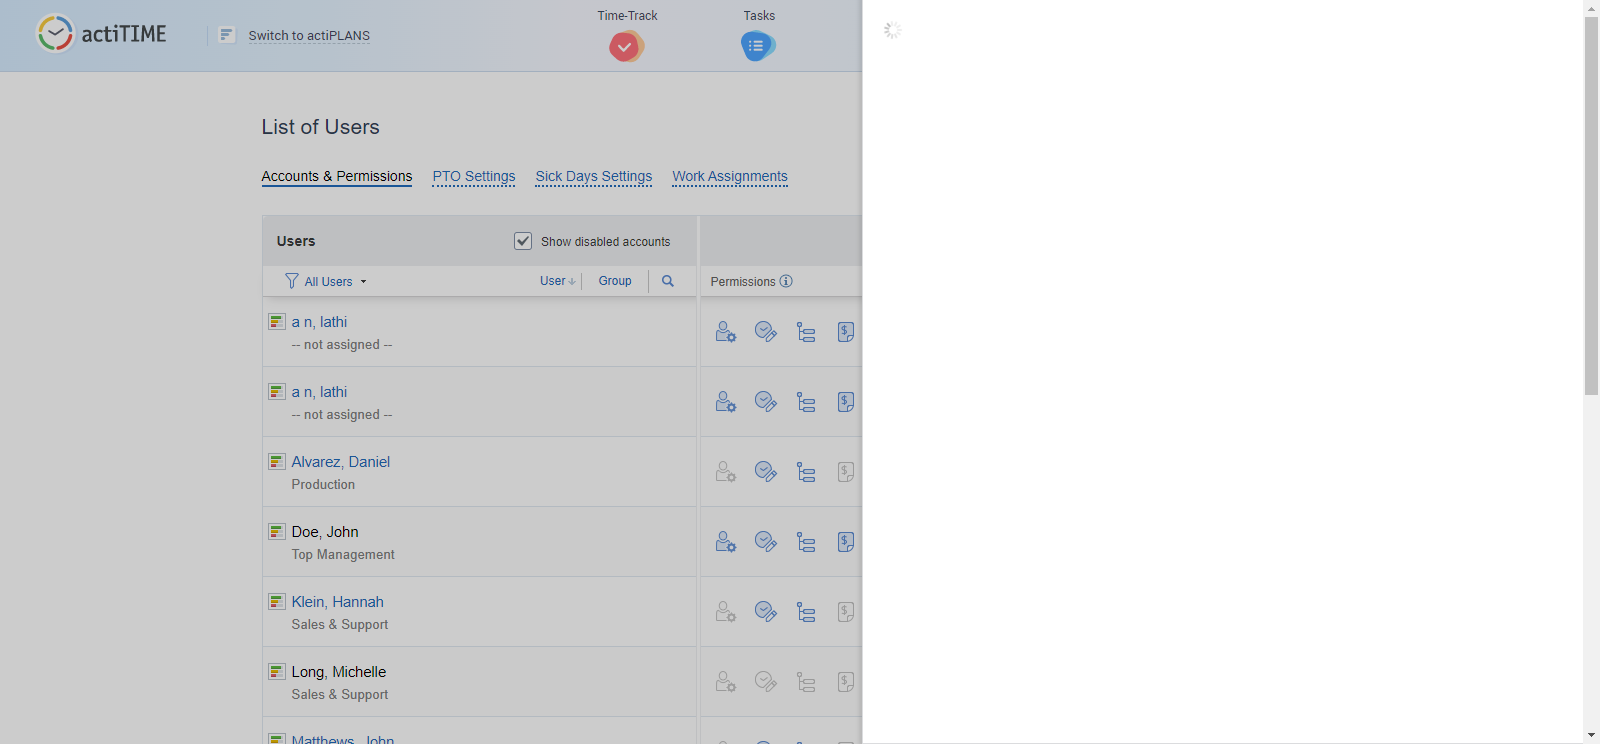 actiTIME
Switch to actiPLANS
Time-Track
Tasks
List of Users
Accounts & Permissions
PTO Settings
Sick Days Settings
Work Assignments
Users
Show disabled accounts
All Users
User
Group
Permissions
a n, lathi
-- not assigned --
a n, lathi
-- not assigned --
Alvarez, Daniel
Production
Doe, John
Top Management
Klein, Hannah
Sales & Support
Long, Michelle
Sales & Support
Matthews, John